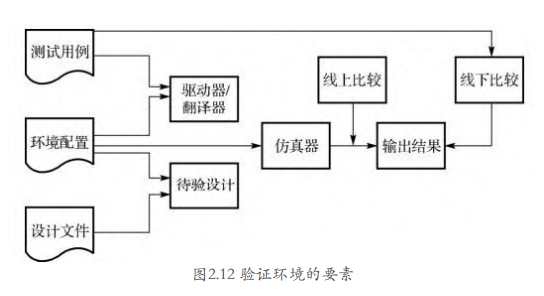 测试用例
驱动器/
翻译器
线上比较
线下比较
环境配置
仿真器
输出结果
待验设计
设计文件
图2.12 验证环境的要素